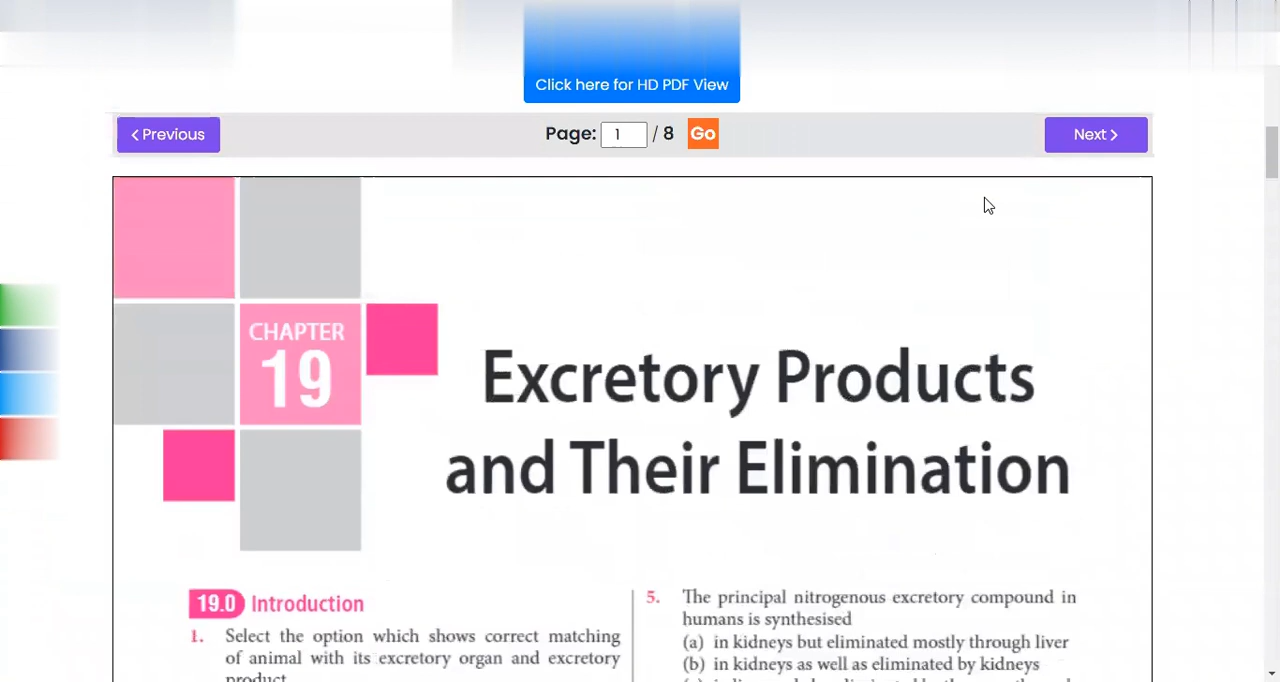 Click here for HD PDF View
Previous
Page: 1 / 8 Go
Next
CHAPTER
19
Excretory Products
and Their Elimination
19.0 Introduction
1. Select the option which shows correct matching
of animal with its excretory organ and excretory
product.
5. The principal nitrogenous excretory compound in
humans is synthesised
(a) in kidneys but eliminated mostly through liver
(b) in kidneys as well as eliminated by kidneys